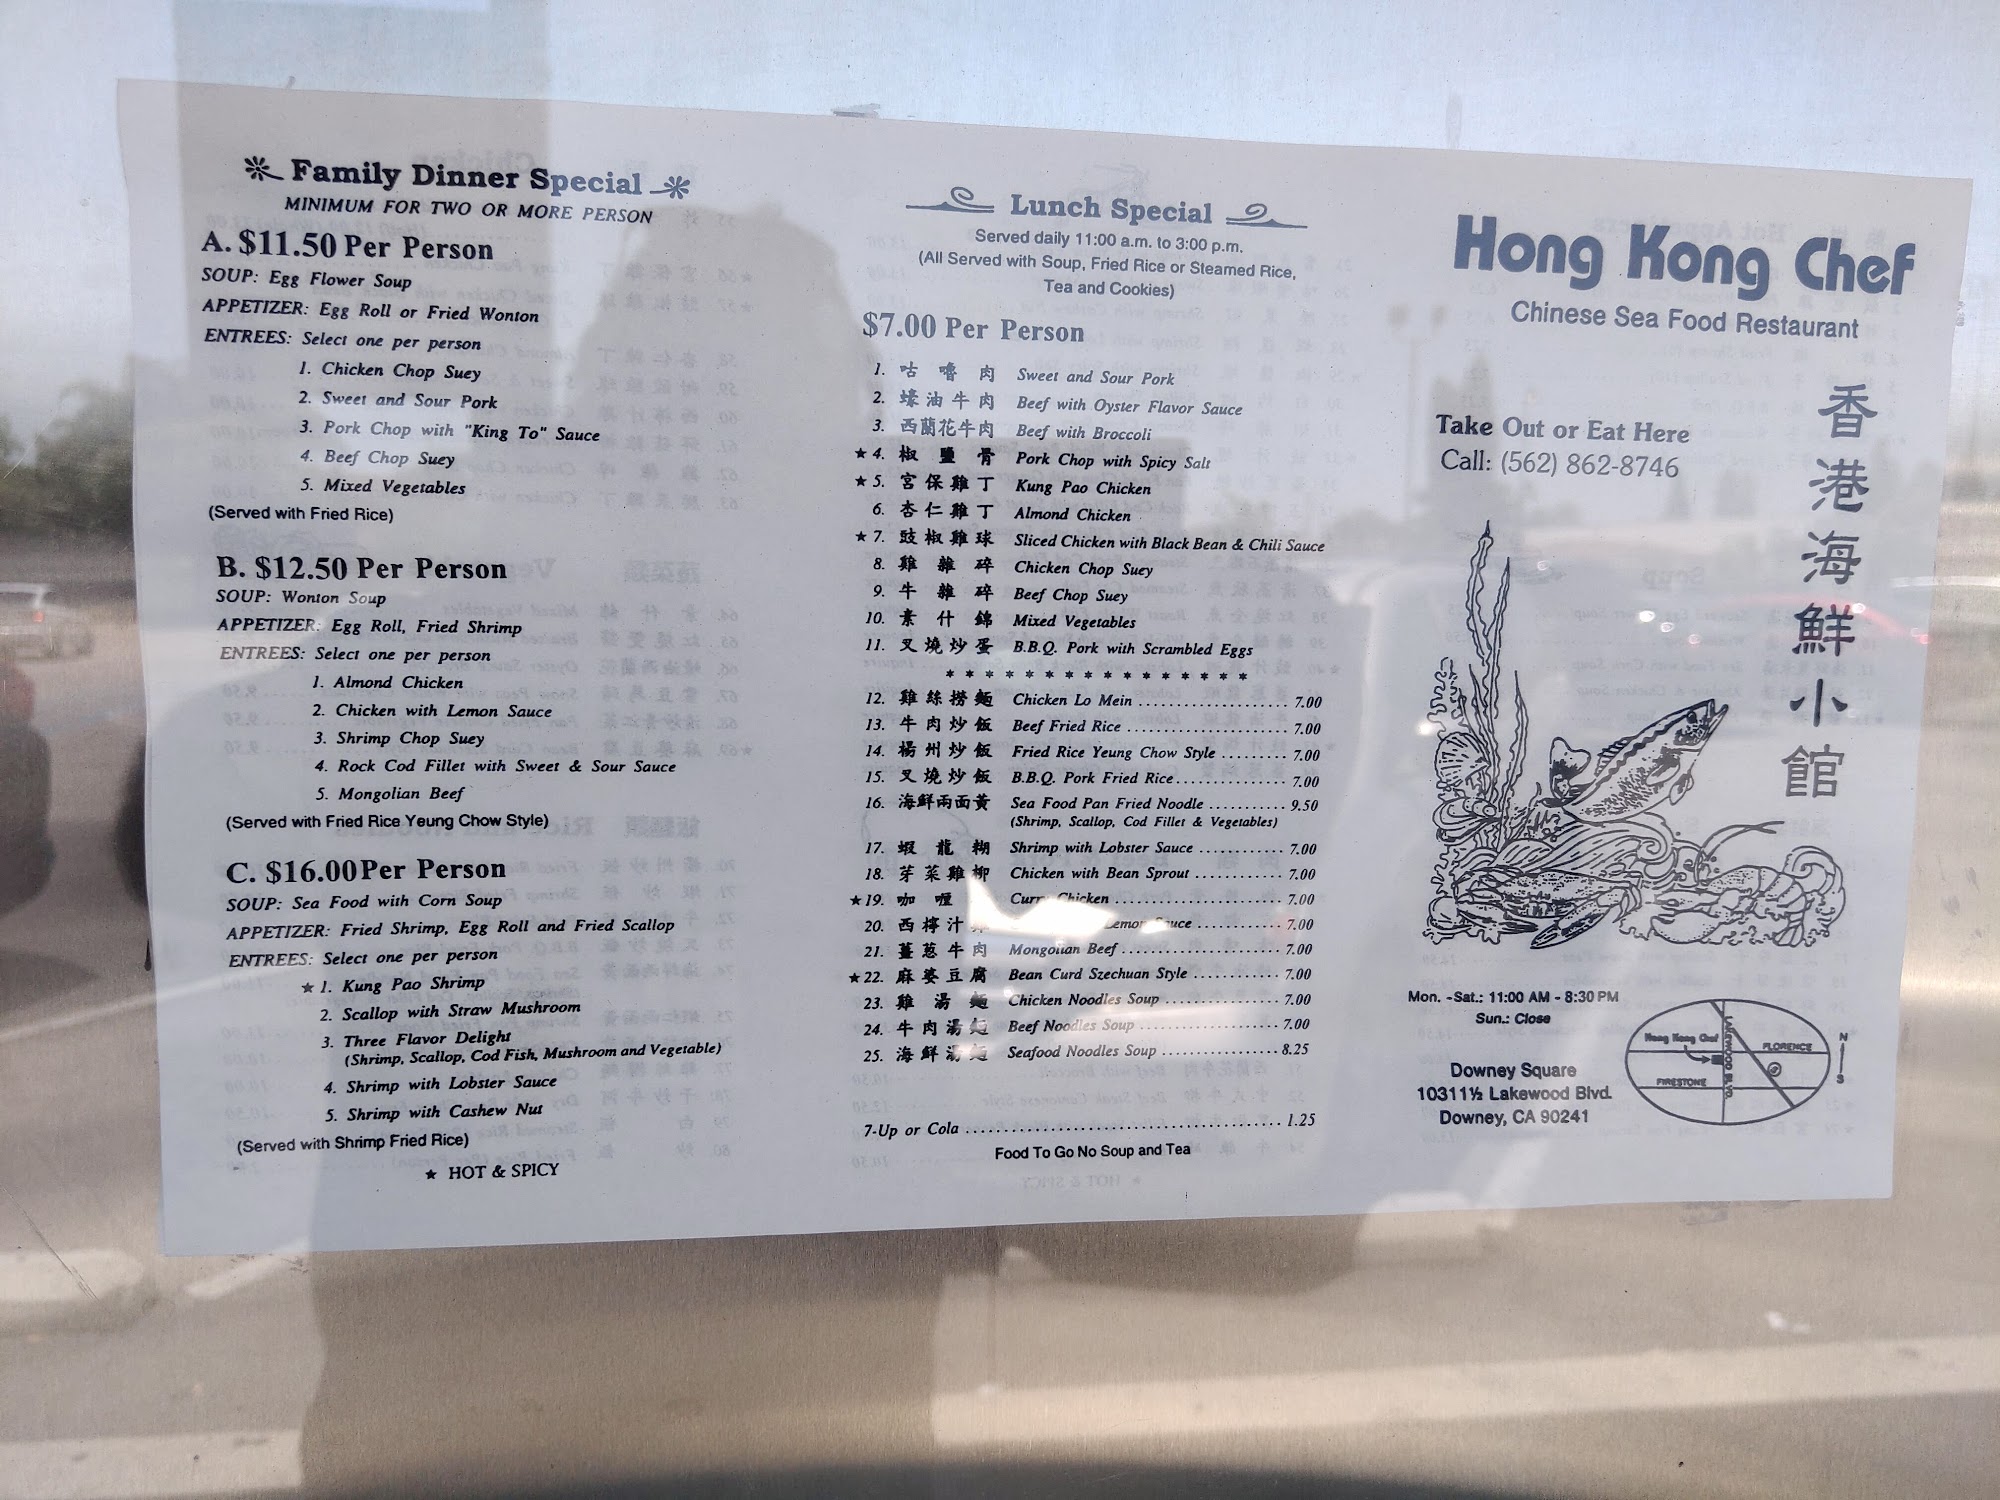 Family Dinner Special
MINIMUM FOR TWO OR MORE PERSON
A. $11.50 Per Person
SOUP: Egg Flower Soup
APPETIZER: Egg Roll or Fried Wonton
ENTREES: Select one per person
1. Chicken Chop Suey
2. Sweet and Sour Pork
3. Pork Chop with "King To" Sauce
4. Beef Chop Suey
5. Mixed Vegetables
(Served with Fried Rice)
B. $12.50 Per Person
SOUP: Wonton Soup
APPETIZER: Egg Roll, Fried Shrimp
ENTREES: Select one per person
1. Almond Chicken
2. Chicken with Lemon Sauce
3. Shrimp Chop Suey
4. Rock Cod Fillet with Sweet & Sour Sauce
5. Mongolian Beef
(Served with Fried Rice Yeung Chow Style)
C. $16.00 Per Person
SOUP: Sea Food with Corn Soup
APPETIZER: Fried Shrimp, Egg Roll and Fried Scallop
ENTREES: Select one per person
★ 1. Kung Pao Shrimp
2. Scallop with Straw Mushroom
3. Three Flavor Delight
(Shrimp, Scallop, Cod Fish, Mushroom and Vegetable)
4. Shrimp with Lobster Sauce
5. Shrimp with Cashew Nut
(Served with Shrimp Fried Rice)
★ HOT & SPICY
Lunch Special
Served daily 11:00 a.m. to 3:00 p.m.
(All Served with Soup, Fried Rice or Steamed Rice,
Tea and Cookies)
$7.00 Per Person
1. 咕嚕肉 Sweet and Sour Pork
2. 蠔油牛肉 Beef with Oyster Flavor Sauce
3. 西蘭花牛肉 Beef with Broccoli
★ 4. 椒鹽骨 Pork Chop with Spicy Salt
★ 5. 宮保雞丁 Kung Pao Chicken
6. 杏仁雞丁 Almond Chicken
★ 7. 豉椒雞球 Sliced Chicken with Black Bean & Chili Sauce
8. 雞雜碎 Chicken Chop Suey
9. 牛雜碎 Beef Chop Suey
10. 素什錦 Mixed Vegetables
11. 叉燒炒蛋 B.B.Q. Pork with Scrambled Eggs
* * * * * * * * * * * * * * * *
12. 雞絲撈麵 Chicken Lo Mein ........ 7.00
13. 牛肉炒飯 Beef Fried Rice ........ 7.00
14. 楊州炒飯 Fried Rice Yeung Chow Style ........ 7.00
15. 叉燒炒飯 B.B.Q. Pork Fried Rice ........ 7.00
16. 海鮮兩面黃 Sea Food Pan Fried Noodle ........ 9.50
(Shrimp, Scallop, Cod Fillet & Vegetables)
17. 蝦龍糊 Shrimp with Lobster Sauce ........ 7.00
18. 芽菜雞柳 Chicken with Bean Sprout ........ 7.00
★19. 咖喱 Curry Chicken ........ 7.00
20. 西檸汁雞 Lemon Sauce ........ 7.00
21. 薑蔥牛肉 Mongolian Beef ........ 7.00
★22. 麻婆豆腐 Bean Curd Szechuan Style ........ 7.00
23. 雞湯麵 Chicken Noodles Soup ........ 7.00
24. 牛肉湯麵 Beef Noodles Soup ........ 7.00
25. 海鮮湯麵 Seafood Noodles Soup ........ 8.25
7-Up or Cola ........ 1.25
Food To Go No Soup and Tea
Hong Kong Chef
Chinese Sea Food Restaurant
香港海鮮小館
Take Out or Eat Here
Call: (562) 862-8746
Mon. -Sat.: 11:00 AM - 8:30 PM
Sun.: Close
Downey Square
10311½ Lakewood Blvd.
Downey, CA 90241
Hong Kong Chef
LAKEWOOD BLVD.
FLORENCE
FIRESTONE
N
S